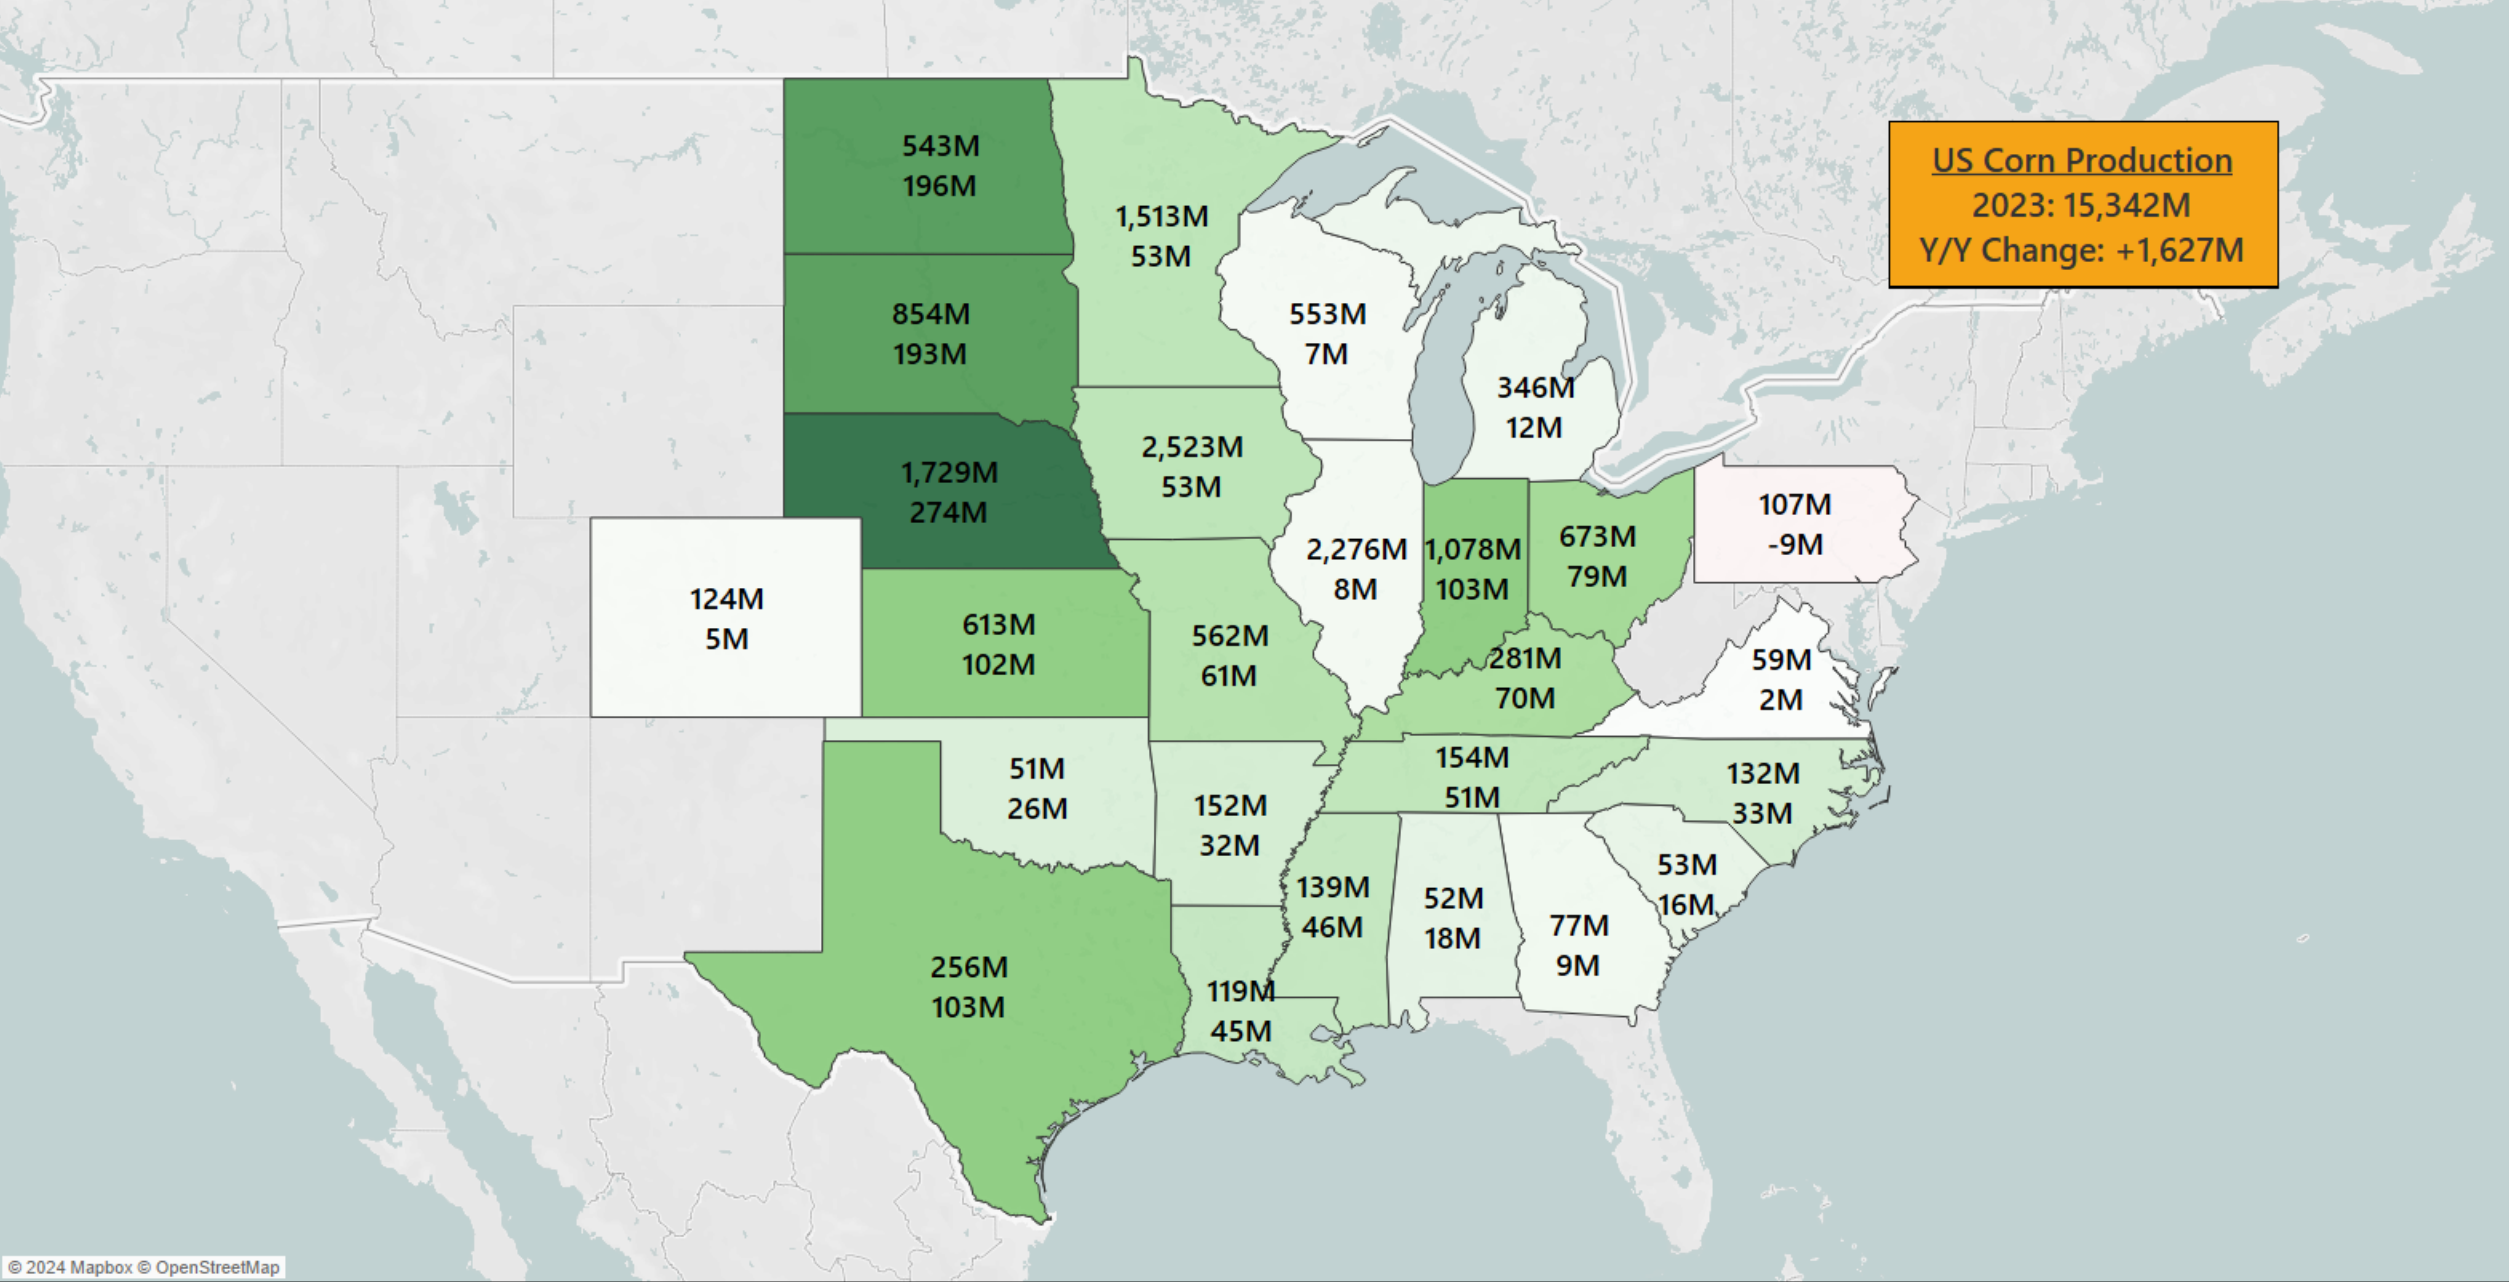 US Corn Production
2023: 15,342M
Y/Y Change: +1,627M
543M
196M
1,513M
53M
854M
193M
553M
7M
346M
12M
2,523M
53M
1,729M
274M
107M
-9M
2,276M
8M
1,078M
103M
673M
79M
124M
5M
613M
102M
562M
61M
281M
70M
59M
2M
154M
51M
132M
33M
51M
26M
152M
32M
139M
46M
52M
18M
77M
9M
53M
16M
256M
103M
119M
45M
© 2024 Mapbox © OpenStreetMap